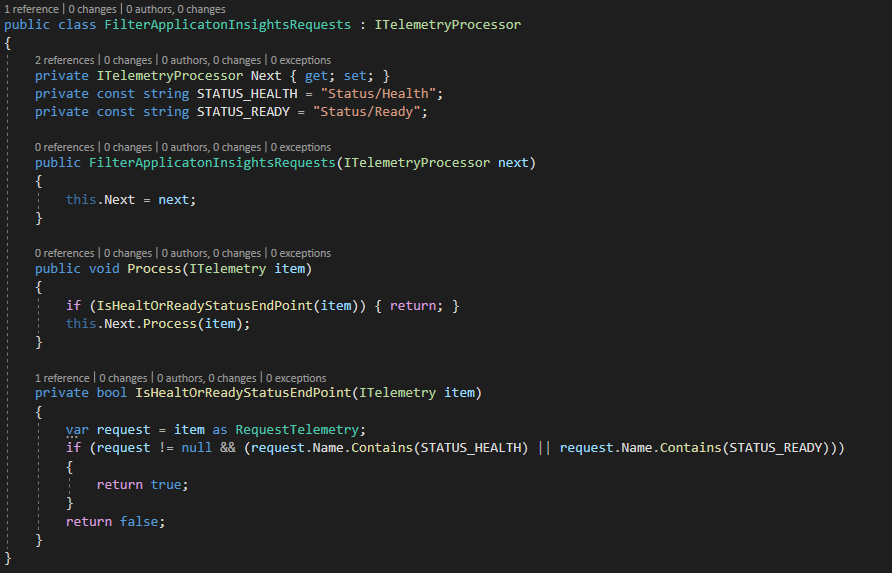 1 reference | 0 changes | 0 authors, 0 changes
public class FilterApplicatonInsightsRequests : ITelemetryProcessor
{
2 references | 0 changes | 0 authors, 0 changes | 0 exceptions
private ITelemetryProcessor Next { get; set; }
private const string STATUS_HEALTH = "Status/Health";
private const string STATUS_READY = "Status/Ready";
0 references | 0 changes | 0 authors, 0 changes | 0 exceptions
public FilterApplicatonInsightsRequests(ITelemetryProcessor next)
{
this.Next = next;
}
0 references | 0 changes | 0 authors, 0 changes | 0 exceptions
public void Process(ITelemetry item)
{
if (IsHealtOrReadyStatusEndPoint(item)) { return; }
this.Next.Process(item);
}
1 reference | 0 changes | 0 authors, 0 changes | 0 exceptions
private bool IsHealtOrReadyStatusEndPoint(ITelemetry item)
{
var request = item as RequestTelemetry;
if (request != null && (request.Name.Contains(STATUS_HEALTH) || request.Name.Contains(STATUS_READY)))
{
return true;
}
return false;
}
}